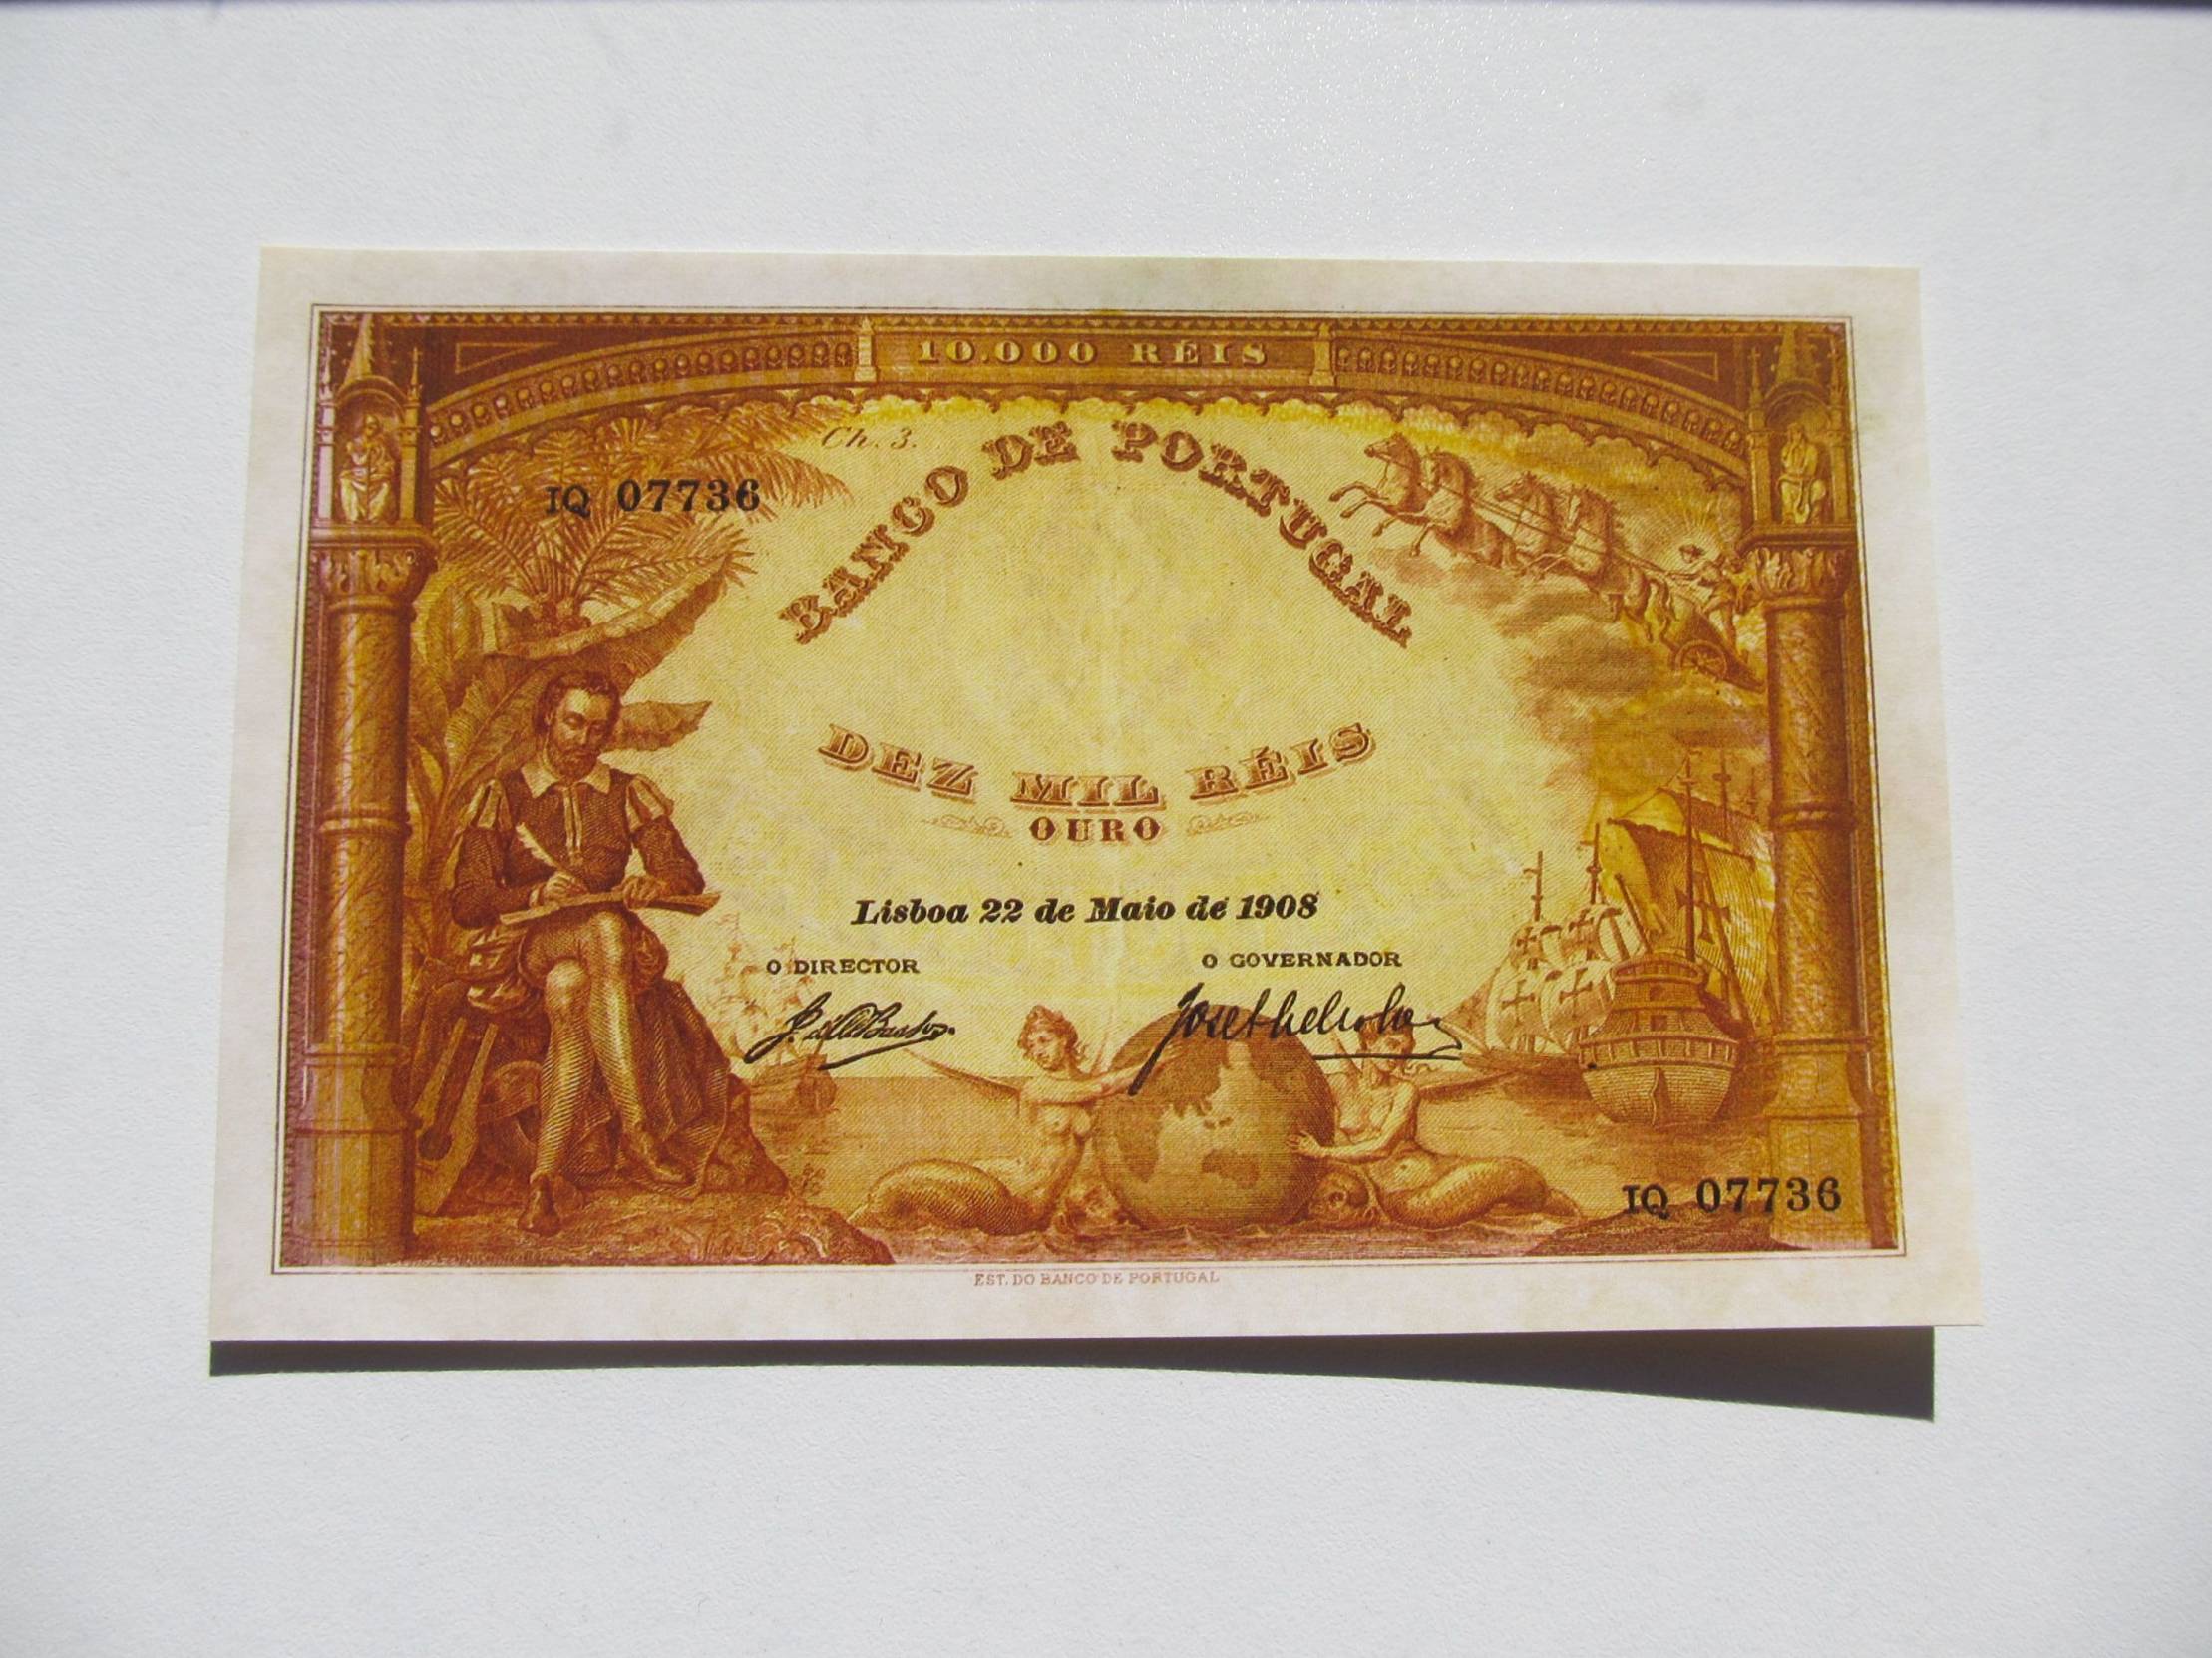 10.000 RÉIS
Ch. 3.
BANCO DE PORTUGAL
IQ 07736
DEZ MIL RÉIS
OURO
Lisboa 22 de Maio de 1908
O DIRECTOR
O GOVERNADOR
IQ 07736
EST. DO BANCO DE PORTUGAL